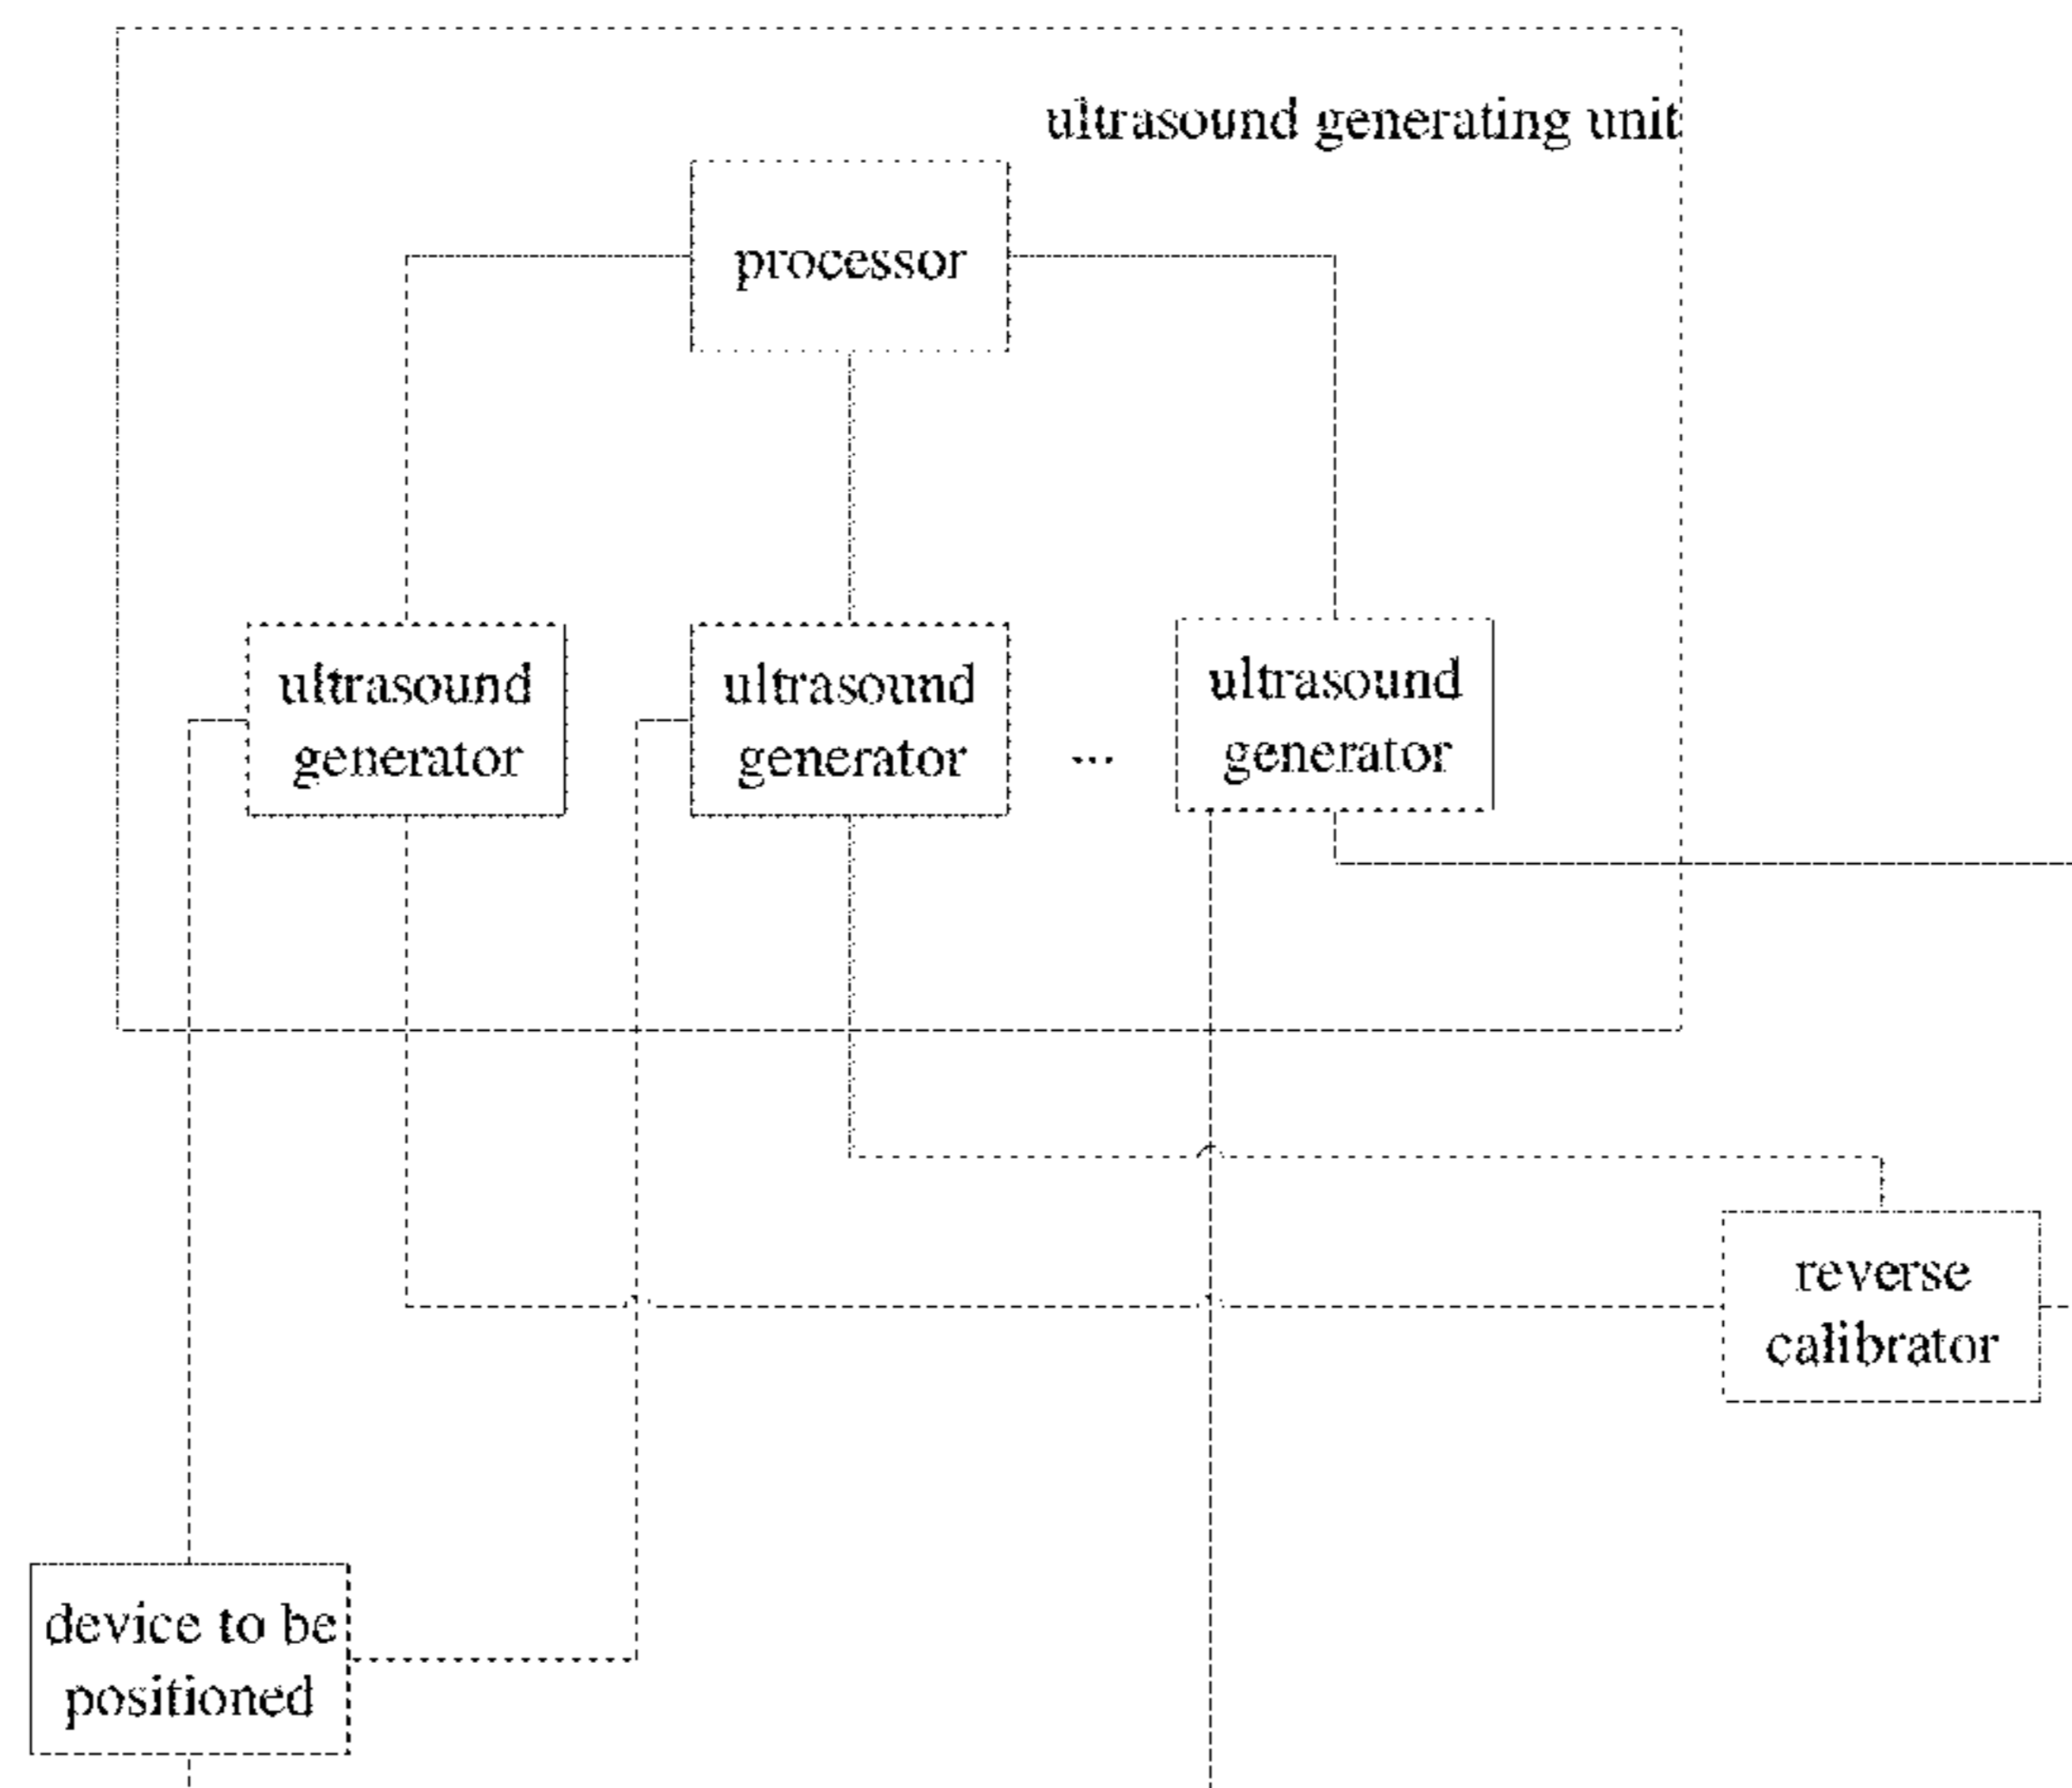 ultrasound generating unit
processor
ultrasound
generator
ultrasound
generator
...
ultrasound
generator
reverse
calibrator
device to be
positioned